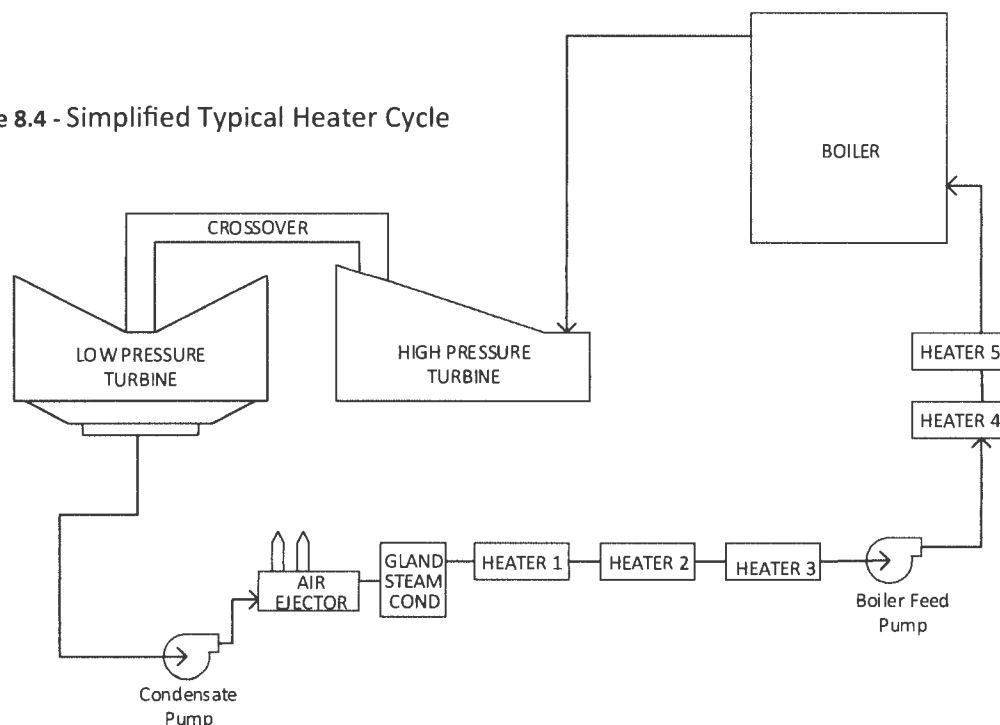 e 8.4 - Simplified Typical Heater Cycle
BOILER
CROSSOVER
LOW PRESSURE
TURBINE
HIGH PRESSURE
TURBINE
HEATER 5
HEATER 4
AIR
EJECTOR
GLAND
STEAM
COND
HEATER 1
HEATER 2
HEATER 3
Boiler Feed
Pump
Condensate
Pump